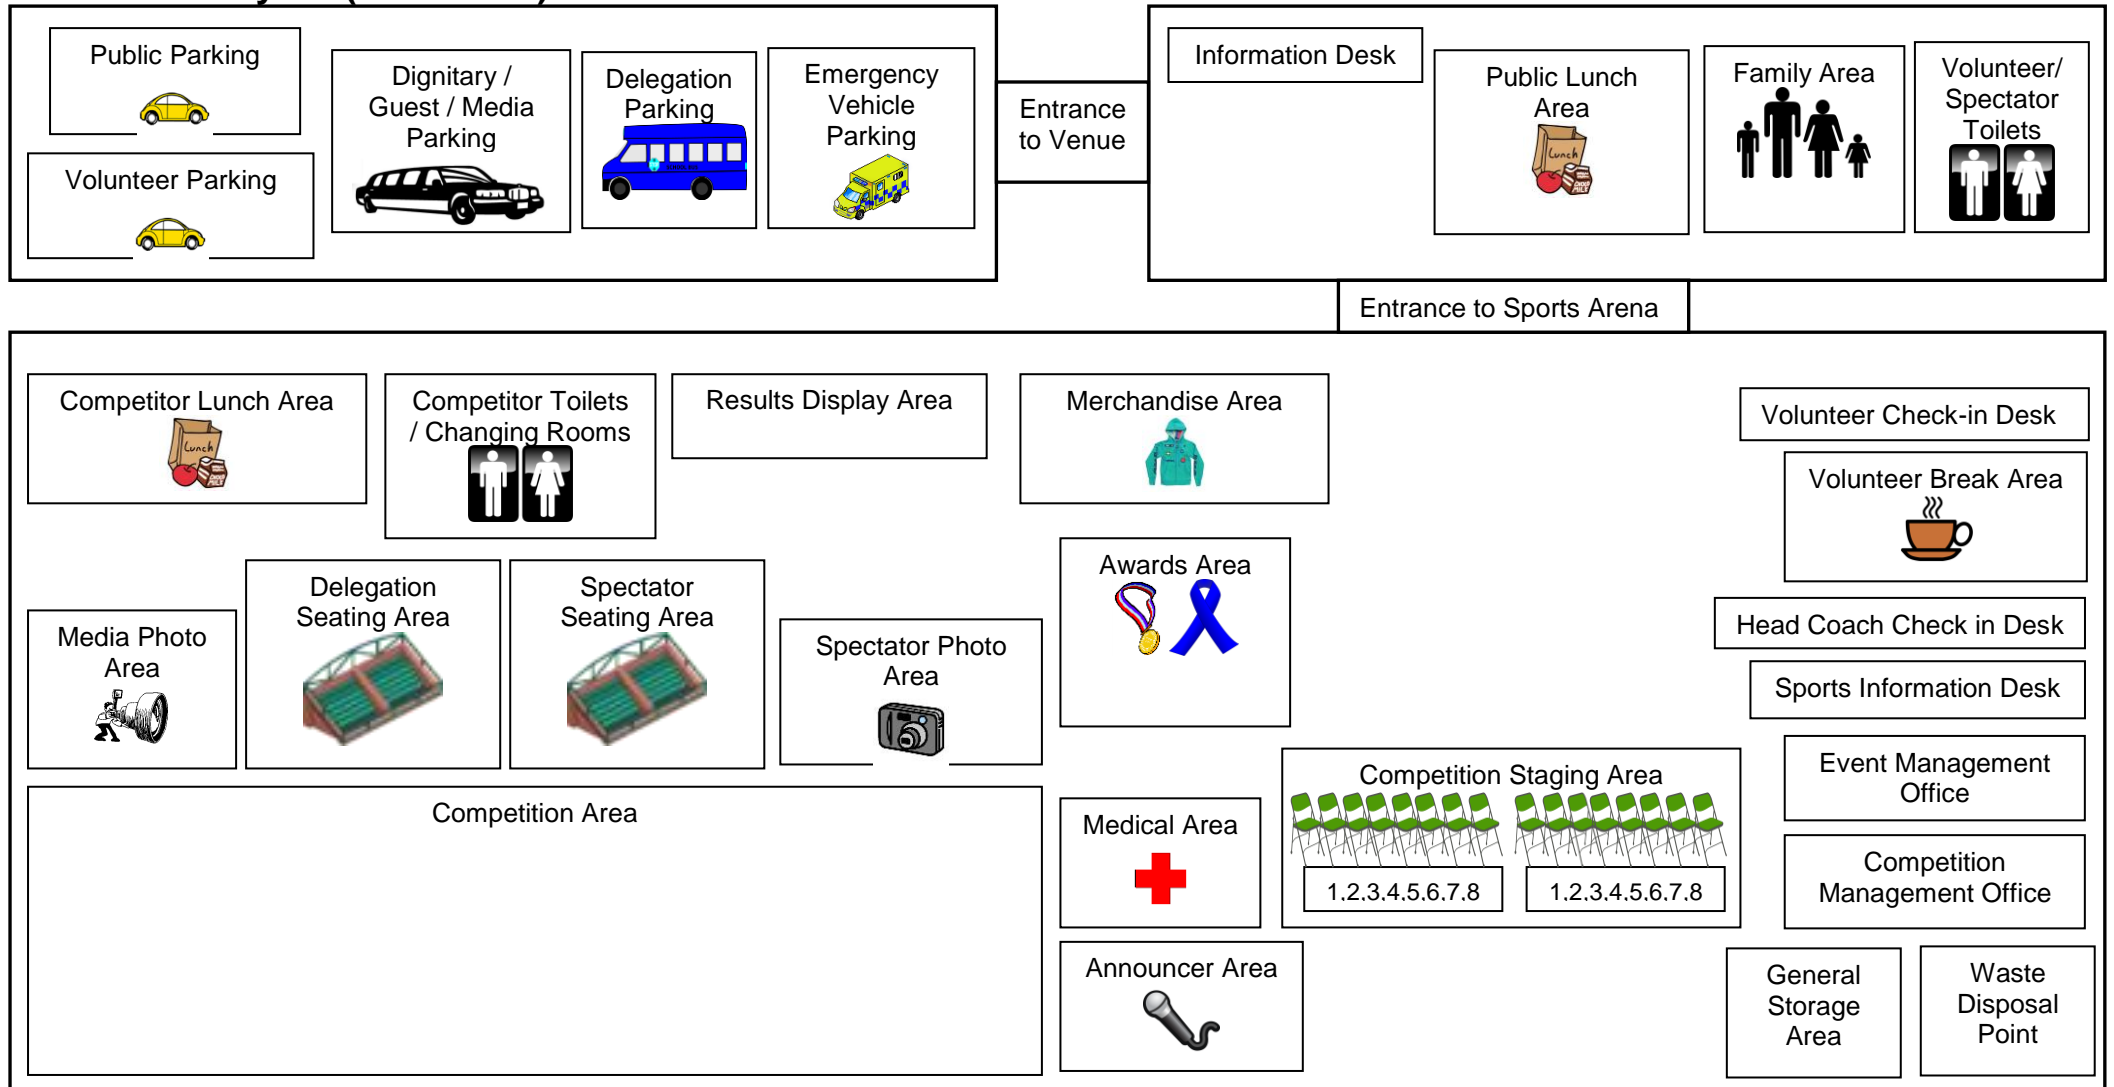 Public Parking
Volunteer Parking
Dignitary /
Guest / Media
Parking
Delegation
Parking
Emergency
Vehicle
Parking
Entrance
to Venue
Information Desk
Public Lunch
Area
Lunch
Family Area
Volunteer/
Spectator
Toilets
Entrance to Sports Arena
Competitor Lunch Area
Lunch
Competitor Toilets
/ Changing Rooms
Results Display Area
Merchandise Area
Volunteer Check-in Desk
Volunteer Break Area
Media Photo
Area
Delegation
Seating Area
Spectator
Seating Area
Spectator Photo
Area
Awards Area
Head Coach Check in Desk
Sports Information Desk
Event Management
Office
Competition Area
Medical Area
Competition Staging Area
1,2,3,4,5,6,7,8
1,2,3,4,5,6,7,8
Competition
Management Office
Announcer Area
General
Storage
Area
Waste
Disposal
Point